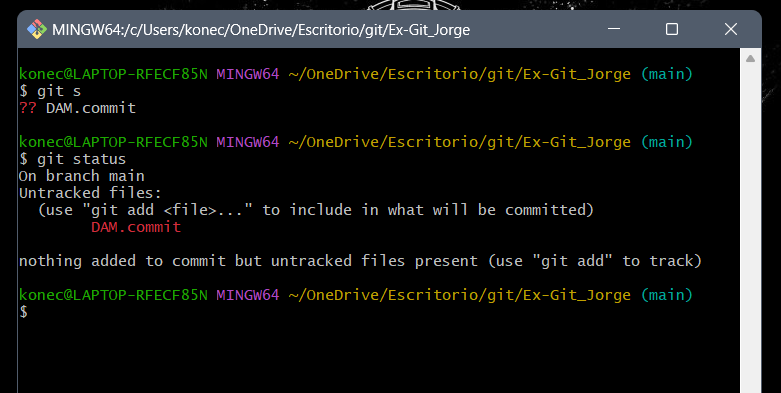 MINGW64:/c/Users/konec/OneDrive/Escritorio/git/Ex-Git_Jorge
konec@LAPTOP-RFECF85N MINGW64 ~/OneDrive/Escritorio/git/Ex-Git_Jorge (main)
$ git s
?? DAM.commit
konec@LAPTOP-RFECF85N MINGW64 ~/OneDrive/Escritorio/git/Ex-Git_Jorge (main)
$ git status
On branch main
Untracked files:
  (use "git add <file>..." to include in what will be committed)
        DAM.commit
nothing added to commit but untracked files present (use "git add" to track)
konec@LAPTOP-RFECF85N MINGW64 ~/OneDrive/Escritorio/git/Ex-Git_Jorge (main)
$